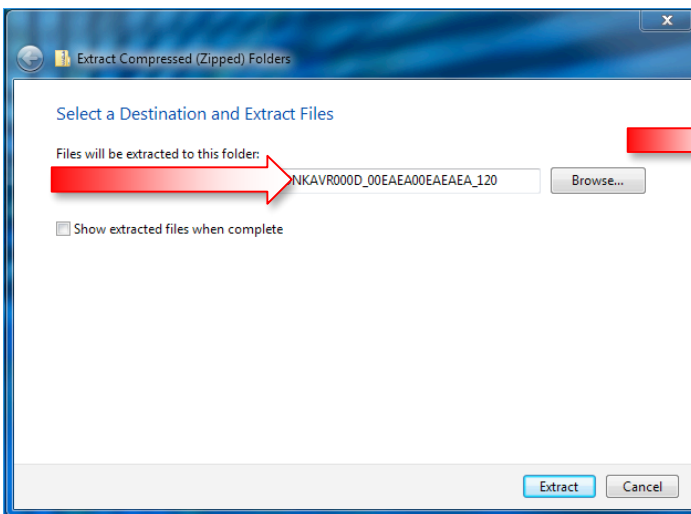 Extract Compressed (Zipped) Folders
Select a Destination and Extract Files
Files will be extracted to this folder:
NKAVR000D_00EAEA00EAEAEA_120
Browse...
Show extracted files when complete
Extract
Cancel